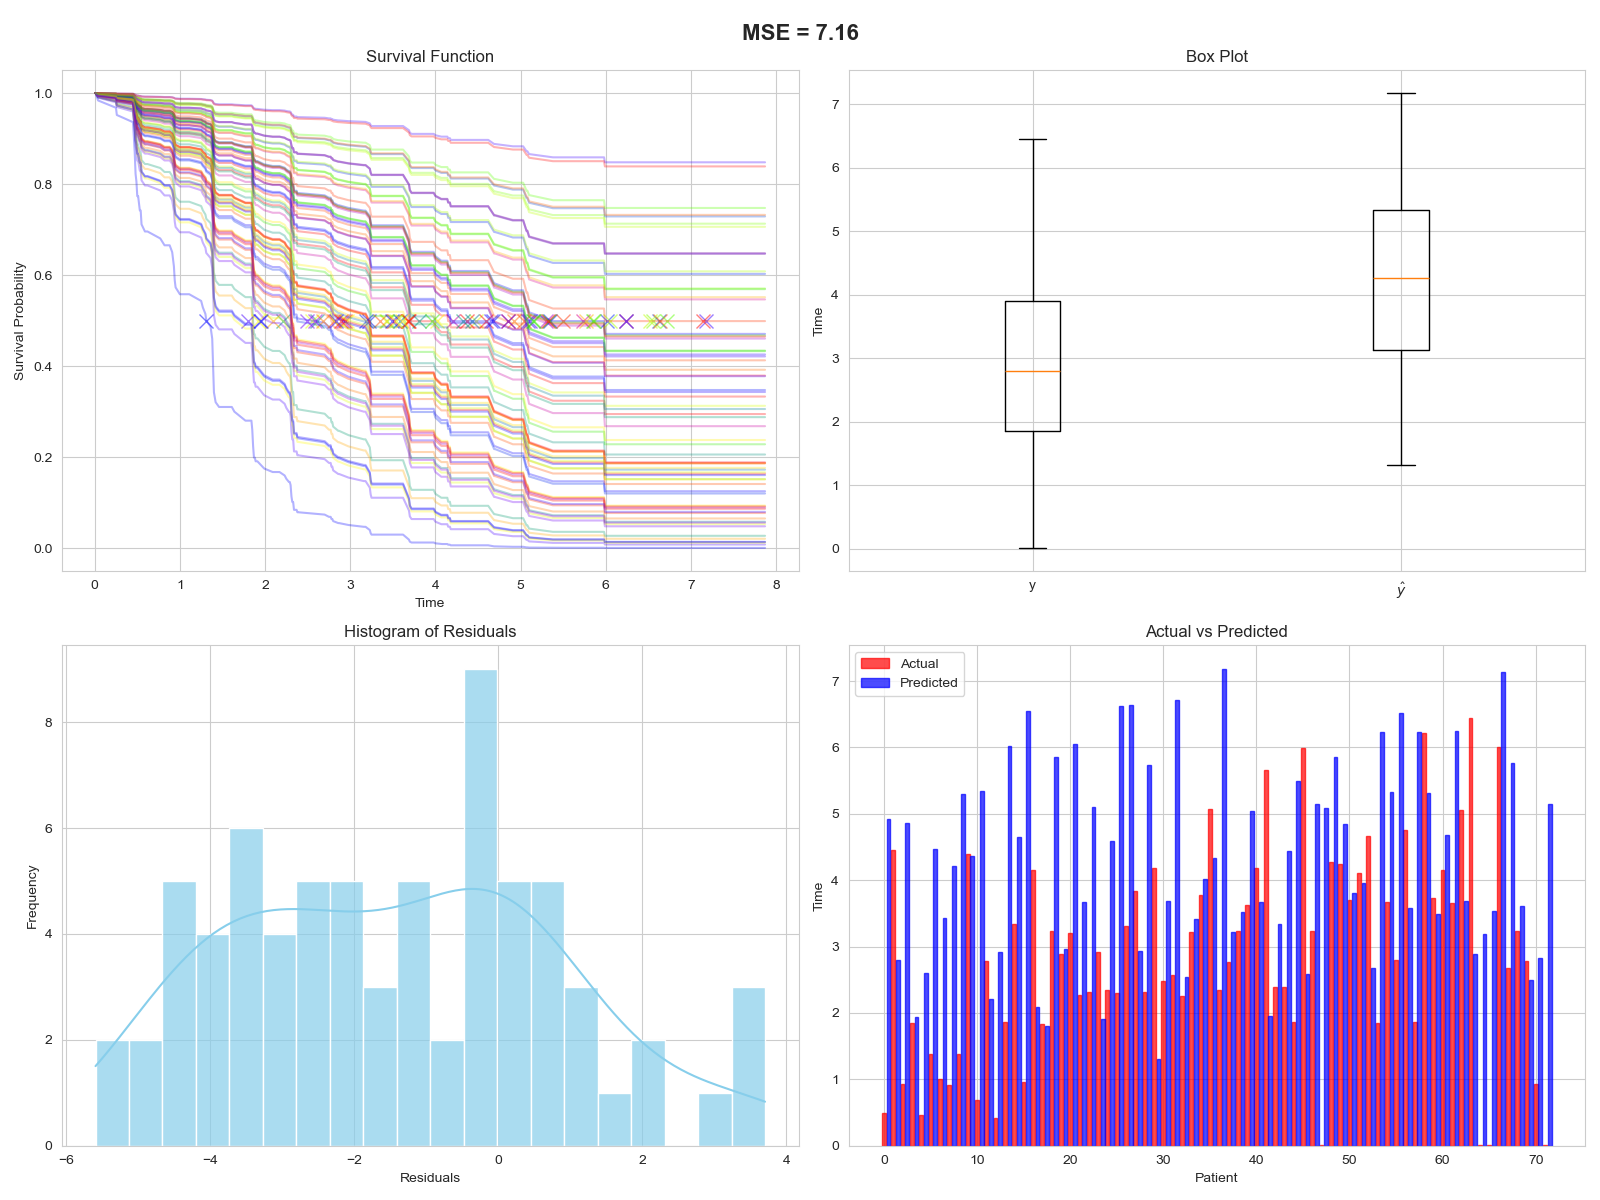 MSE = 7.16
Survival Function
1.0
0.8
0.6
0.4
0.2
0.0
Survival Probability
0 1 2 3 4 5 6 7 8
Time
Box Plot
7
6
5
4
3
2
1
0
Time
y ŷ
Histogram of Residuals
8
6
4
2
0
Frequency
−6 −4 −2 0 2 4
Residuals
Actual vs Predicted
Actual
Predicted
7
6
5
4
3
2
1
0
Time
0 10 20 30 40 50 60 70
Patient